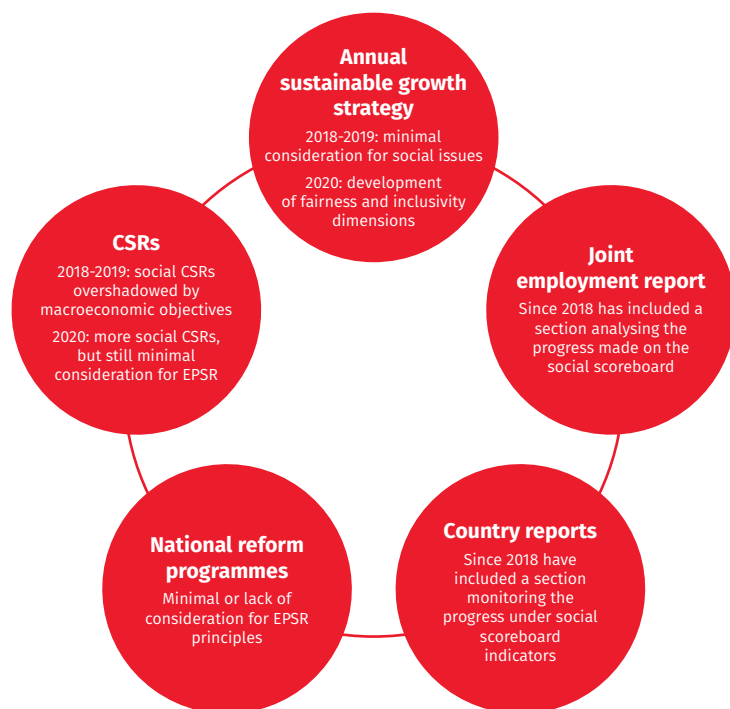 Annual
sustainable growth
strategy
2018-2019: minimal
consideration for social issues
2020: development
of fairness and inclusivity
dimensions
Joint
employment report
Since 2018 has included a
section analysing the
progress made on the
social scoreboard
Country reports
Since 2018 have
included a section
monitoring the
progress under social
scoreboard
indicators
National reform
programmes
Minimal or lack of
consideration for EPSR
principles
CSRs
2018-2019: social CSRs
overshadowed by
macroeconomic objectives
2020: more social CSRs,
but still minimal
consideration for EPSR